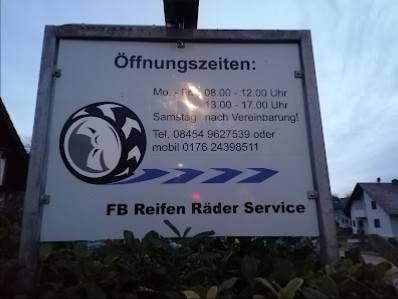 Öffnungszeiten:
Mo. - Fr. 08.00 - 12.00 Uhr
13.00 - 17.00 Uhr
Samstag nach Vereinbarung!
Tel. 08454 9627539 oder
mobil 0176 24398511
FB Reifen Räder Service